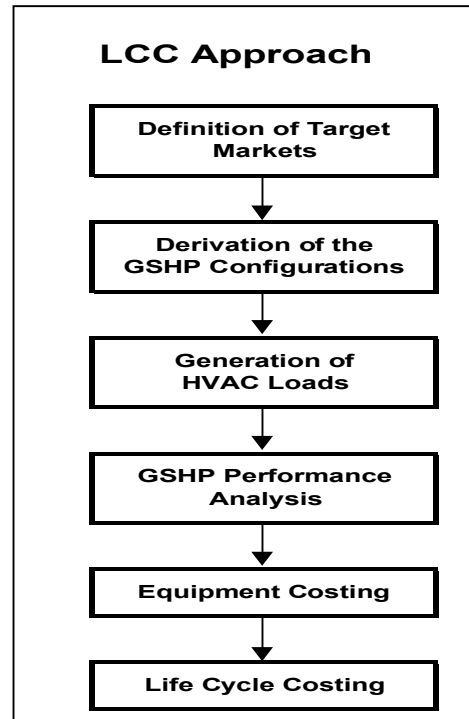 LCC Approach
Definition of Target
Markets
Derivation of the
GSHP Configurations
Generation of
HVAC Loads
GSHP Performance
Analysis
Equipment Costing
Life Cycle Costing